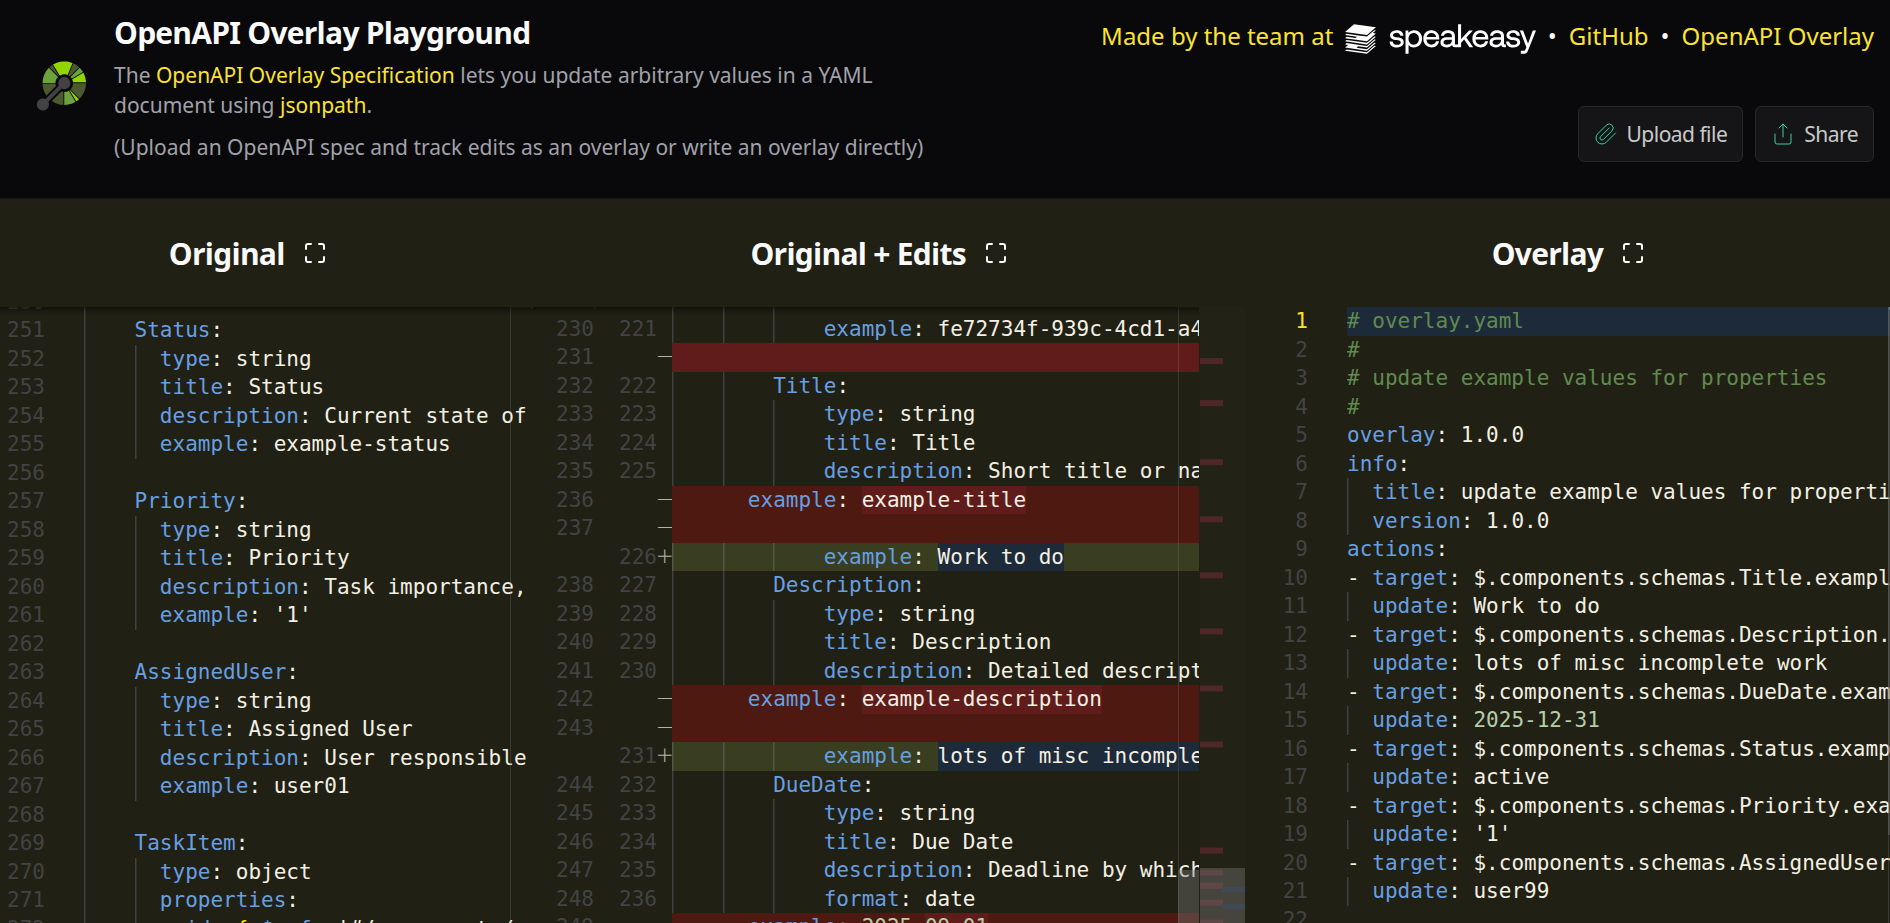 OpenAPI Overlay Playground
The OpenAPI Overlay Specification lets you update arbitrary values in a YAML
document using jsonpath.
(Upload an OpenAPI spec and track edits as an overlay or write an overlay directly)
Made by the team at speakeasy • GitHub • OpenAPI Overlay
Upload file
Share
Original
251 Status:
252 type: string
253 title: Status
254 description: Current state of
255 example: example-status
256
257 Priority:
258 type: string
259 title: Priority
260 description: Task importance,
261 example: '1'
262
263 AssignedUser:
264 type: string
265 title: Assigned User
266 description: User responsible
267 example: user01
268
269 TaskItem:
270 type: object
271 properties:
Original + Edits
230 221 example: fe72734f-939c-4cd1-a4
231 —
232 222 Title:
233 223 type: string
234 224 title: Title
235 225 description: Short title or na
236 — example: example-title
237 —
226+ example: Work to do
238 227 Description:
239 228 type: string
240 229 title: Description
241 230 description: Detailed descript
242 — example: example-description
243 —
231+ example: lots of misc incomple
244 232 DueDate:
245 233 type: string
246 234 title: Due Date
247 235 description: Deadline by which
248 236 format: date
Overlay
1 # overlay.yaml
2 #
3 # update example values for properties
4 #
5 overlay: 1.0.0
6 info:
7 title: update example values for properti
8 version: 1.0.0
9 actions:
10 - target: $.components.schemas.Title.exampl
11 update: Work to do
12 - target: $.components.schemas.Description.
13 update: lots of misc incomplete work
14 - target: $.components.schemas.DueDate.exam
15 update: 2025-12-31
16 - target: $.components.schemas.Status.examp
17 update: active
18 - target: $.components.schemas.Priority.exa
19 update: '1'
20 - target: $.components.schemas.AssignedUser
21 update: user99
22